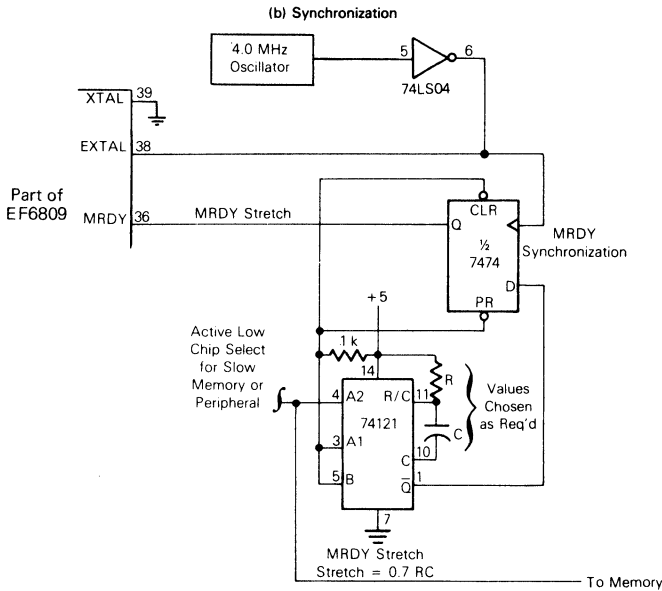 (b) Synchronization
4.0 MHz
Oscillator
5
6
74LS04
XTAL
39
EXTAL
38
Part of
EF6809
MRDY
36
MRDY Stretch
CLR
Q
½
7474
D
PR
MRDY
Synchronization
+5
Active Low
Chip Select
for Slow
Memory or
Peripheral
1 k
14
R
4
A2
R/C
11
74121
C
Values
Chosen
as Req'd
3
A1
10
C
5
B
Q̅
1
7
MRDY Stretch
Stretch = 0.7 RC
To Memory